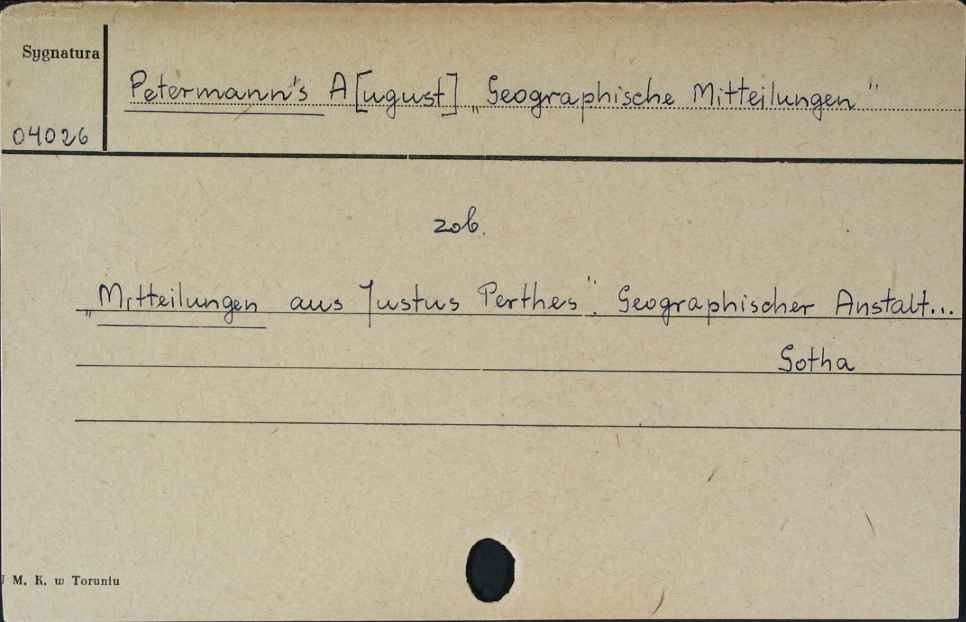 Sygnatura
Petermann's A[ugust] „Geographische Mitteilungen"
04026
zob.
„Mitteilungen aus Justus Perthes". Geographischer Anstalt...
Gotha
M. K. w Toruniu